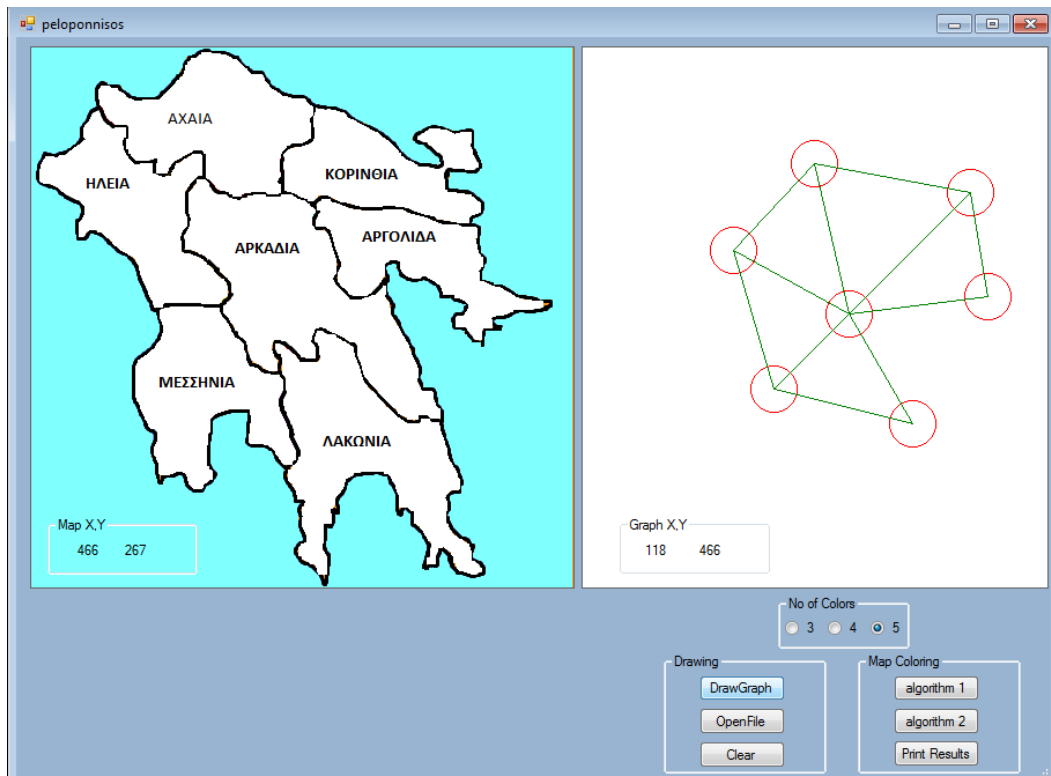 peloponnisos
ΑΧΑΙΑ
ΚΟΡΙΝΘΙΑ
ΗΛΕΙΑ
ΑΡΓΟΛΙΔΑ
ΑΡΚΑΔΙΑ
ΜΕΣΣΗΝΙΑ
ΛΑΚΩΝΙΑ
Map X,Y
466 267
Graph X,Y
118 466
No of Colors
3 4 5
Drawing
DrawGraph
OpenFile
Clear
Map Coloring
algorithm 1
algorithm 2
Print Results